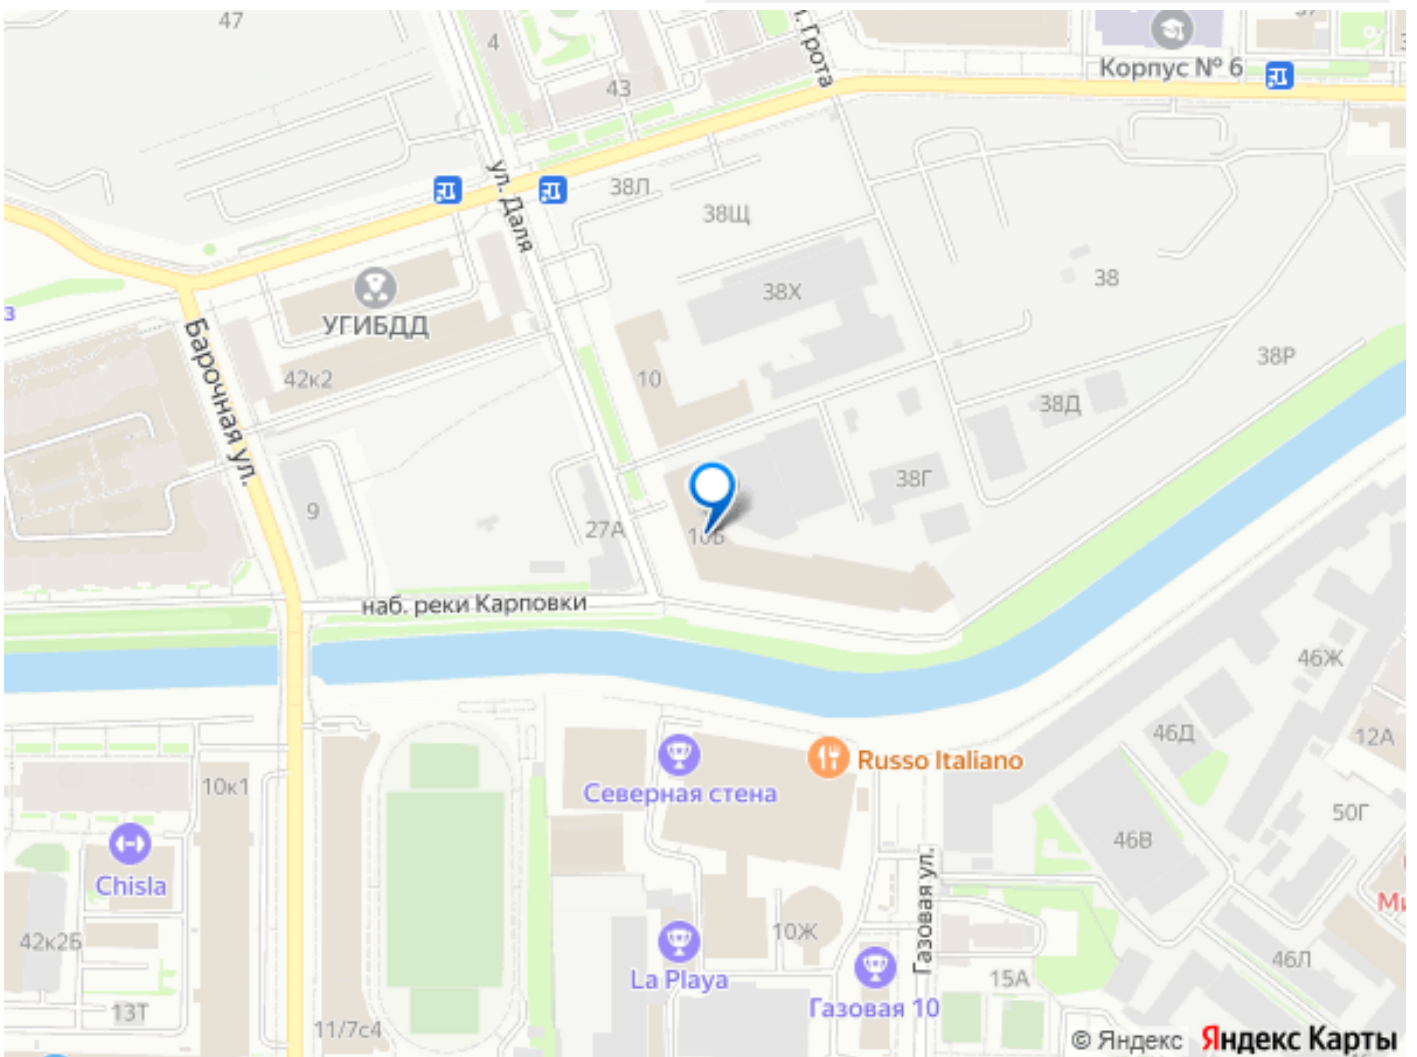 47
4
43
л. Грота
Корпус № 6
ул. Даля
38Л
38Щ
38Х
38
УГИБДД
з
Барочная ул.
42к2
10
38Р
38Д
38Г
9
27А
10Б
наб. реки Карповки
46Ж
46Д
12А
Russo Italiano
Северная стена
10к1
50Г
46В
Chisla
Газовая ул.
Ми
42к2Б
10Ж
La Playa
46Л
15А
13Т
Газовая 10
11/7с4
© Яндекс Яндекс Карты